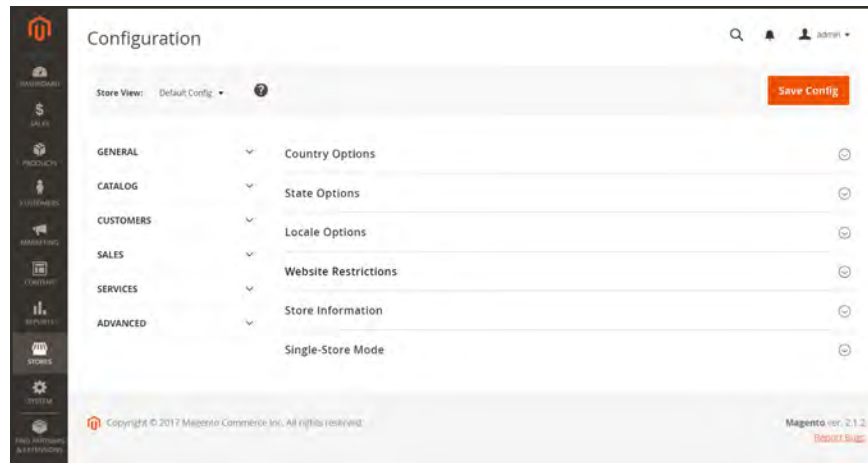 Configuration
admin
Store View: Default Config
Save Config
DASHBOARD
SALES
PRODUCTS
CUSTOMERS
MARKETING
CONTENT
REPORTS
STORES
SYSTEM
FIND PARTNERS
& EXTENSIONS
GENERAL
CATALOG
CUSTOMERS
SALES
SERVICES
ADVANCED
Country Options
State Options
Locale Options
Website Restrictions
Store Information
Single-Store Mode
Copyright © 2017 Magento Commerce Inc. All rights reserved.
Magento ver. 2.1.2
Report Bugs